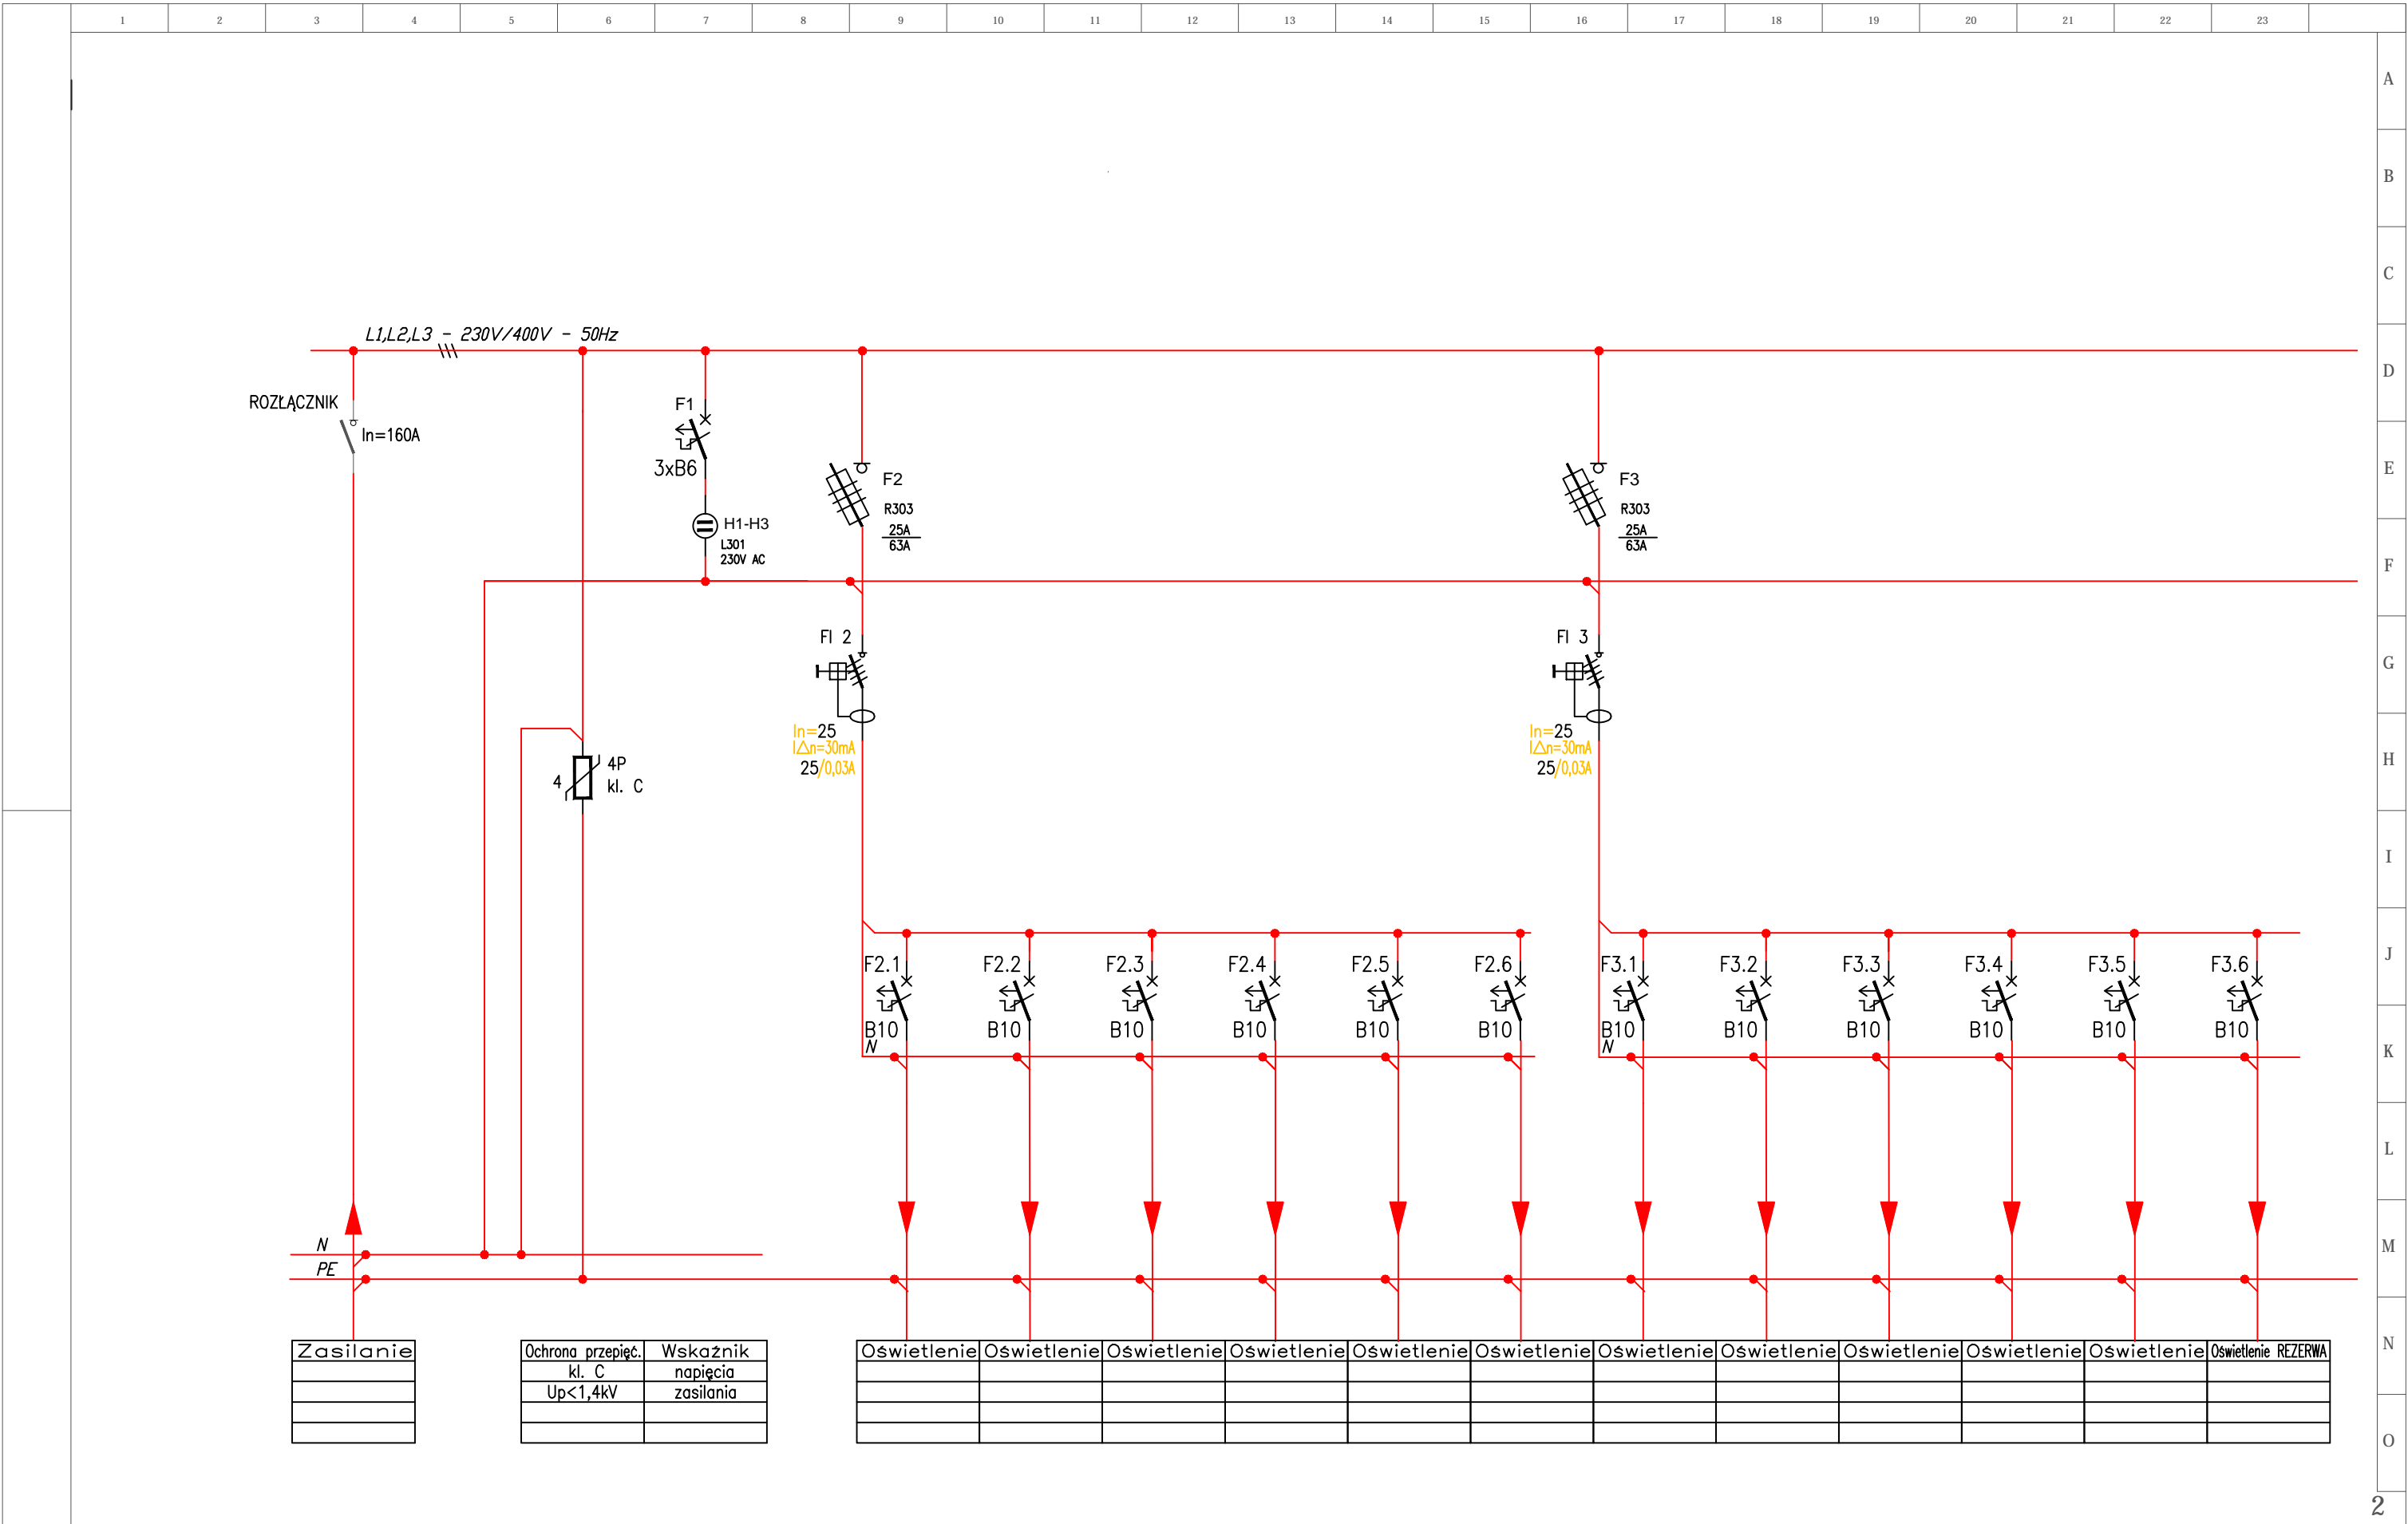 1 2 3 4 5 6 7 8 9 10 11 12 13 14 15 16 17 18 19 20 21 22 23
A
B
C
L1,L2,L3 - 230V/400V - 50Hz
D
ROZŁĄCZNIK
In=160A
F1
3xB6
E
F2
R303
25A
63A
F3
R303
25A
63A
H1-H3
L301
230V AC
F
FI 2
FI 3
G
In=25
I△n=30mA
25/0,03A
In=25
I△n=30mA
25/0,03A
H
4
4P
kl. C
I
J
F2.1 F2.2 F2.3 F2.4 F2.5 F2.6 F3.1 F3.2 F3.3 F3.4 F3.5 F3.6
B10 B10 B10 B10 B10 B10 B10 B10 B10 B10 B10 B10
N N
K
L
M
N
PE
Zasilanie
Ochrona przepięć. Wskaźnik
kl. C napięcia
Up<1,4kV zasilania
Oświetlenie Oświetlenie Oświetlenie Oświetlenie Oświetlenie Oświetlenie Oświetlenie Oświetlenie Oświetlenie Oświetlenie Oświetlenie Oświetlenie REZERWA
N
O
2